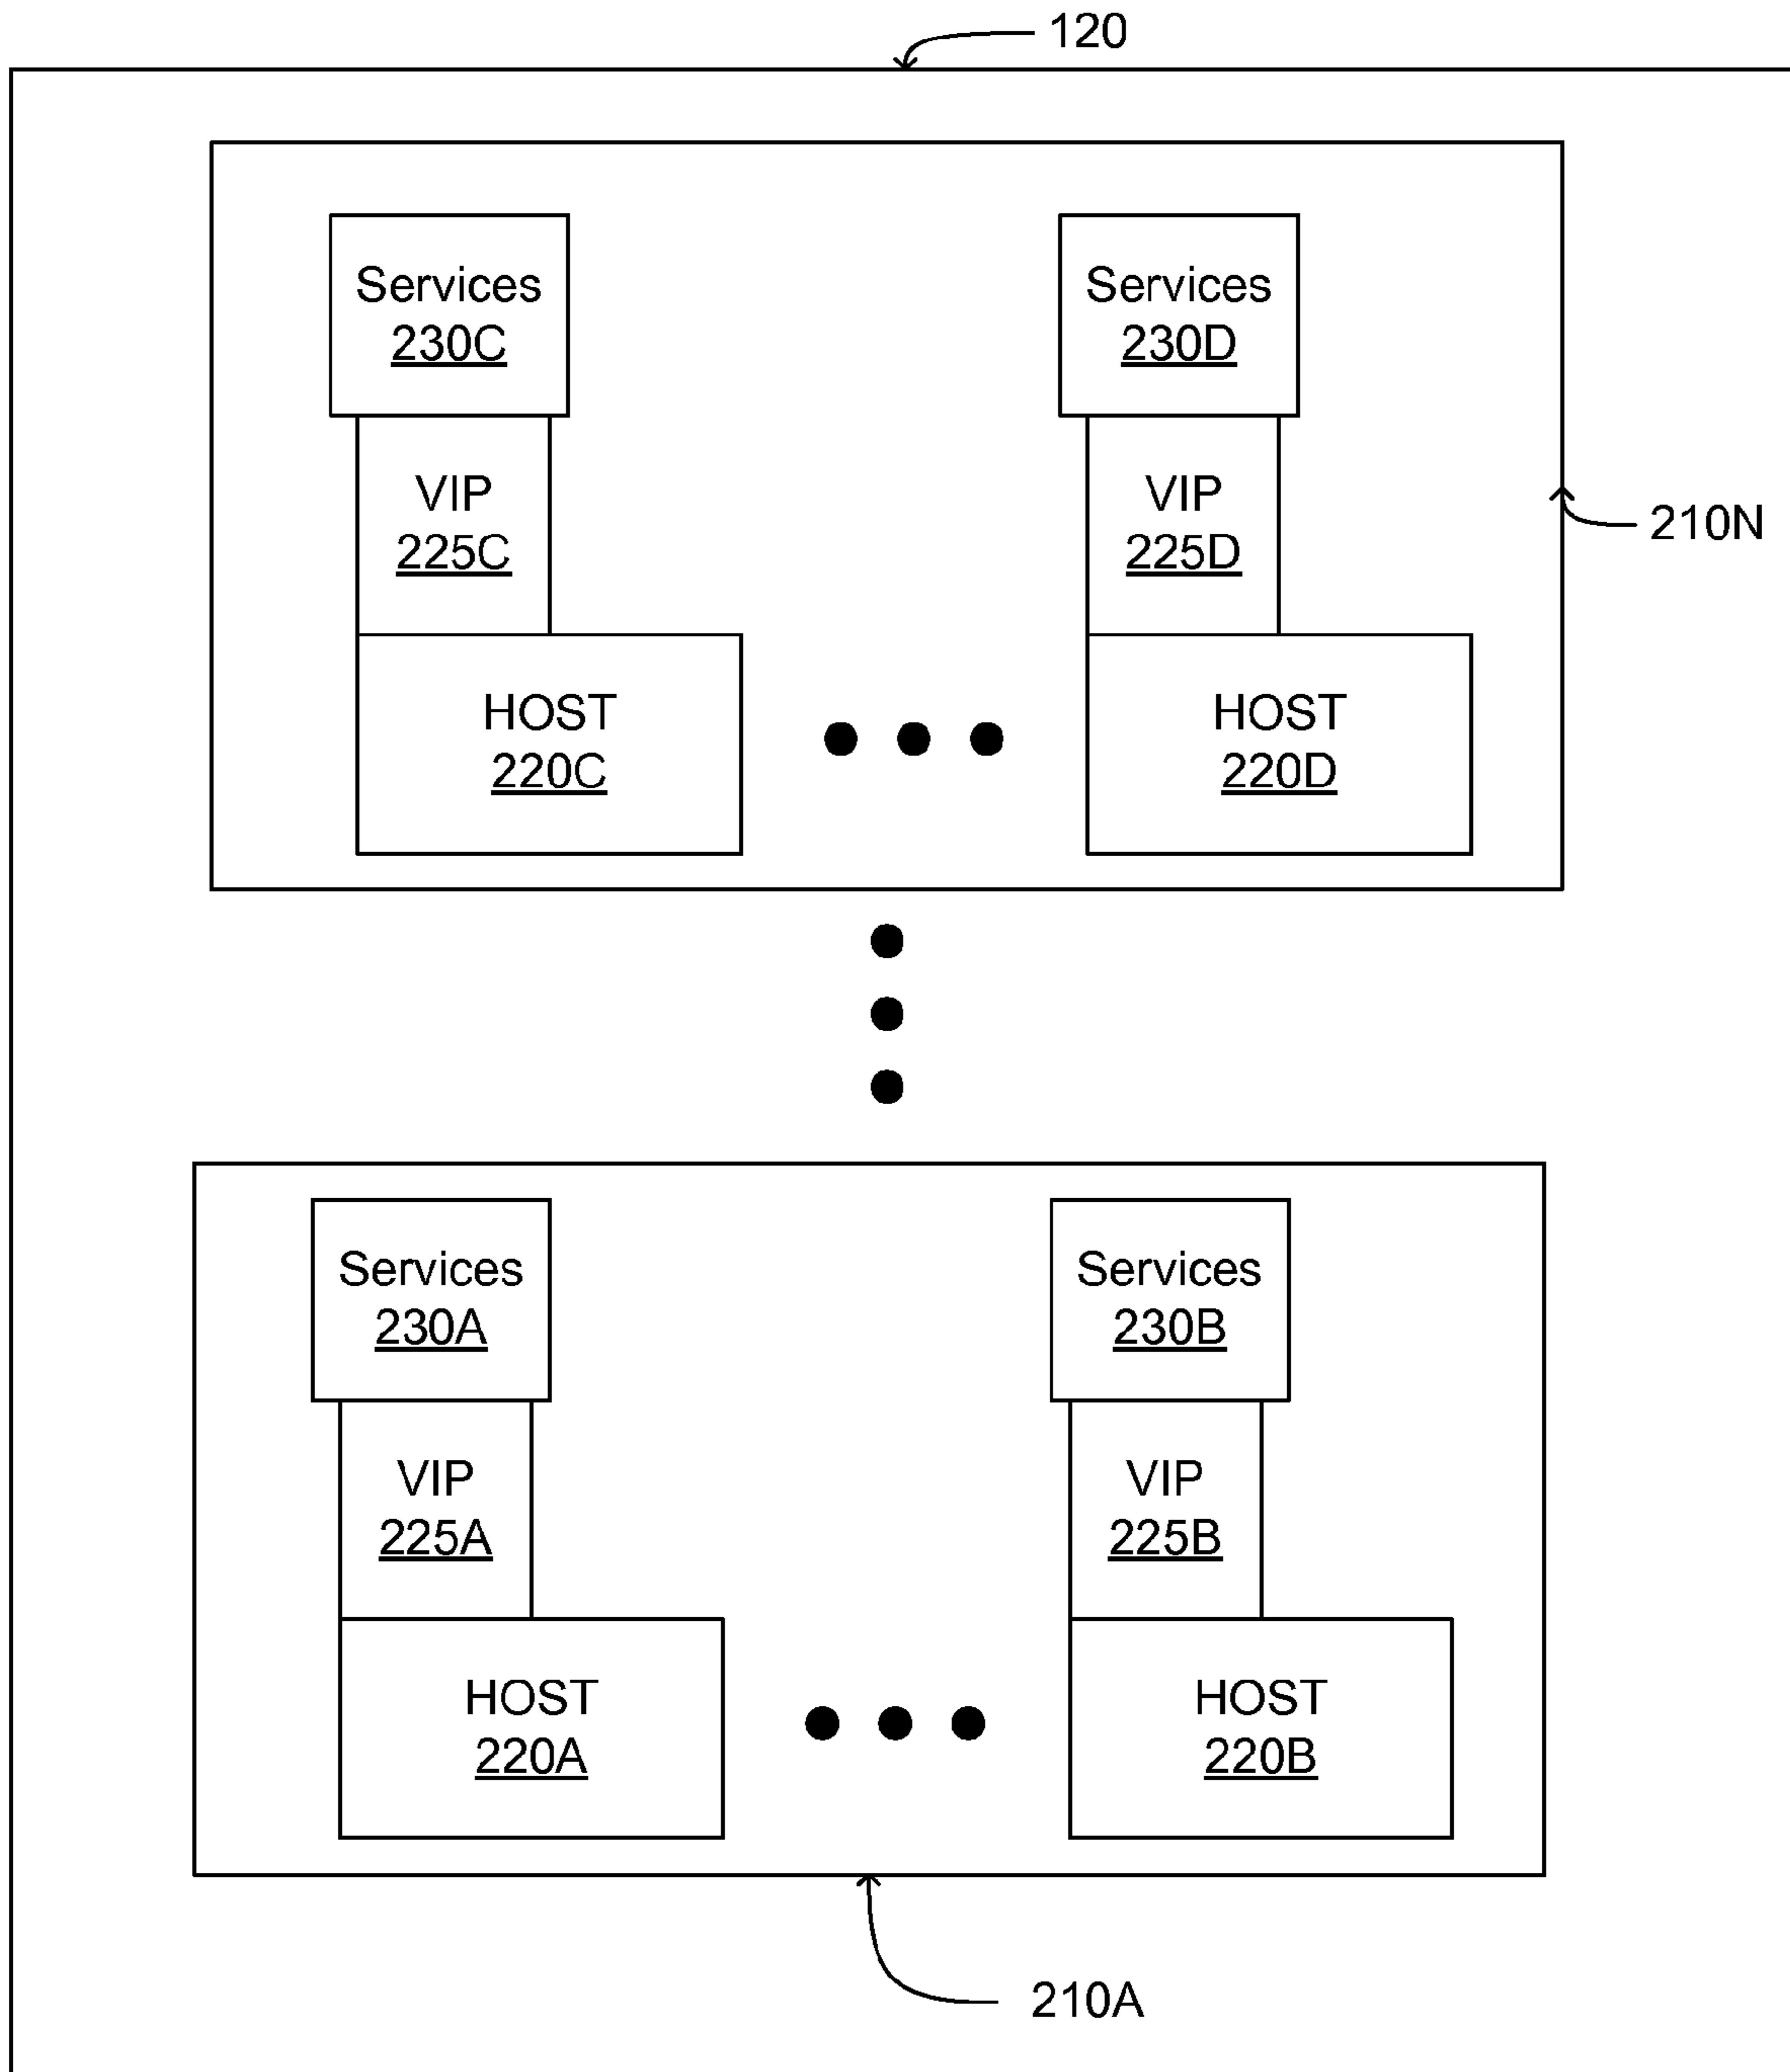 120
Services
230C
Services
230D
VIP
225C
VIP
225D
210N
HOST
220C
HOST
220D
Services
230A
Services
230B
VIP
225A
VIP
225B
HOST
220A
HOST
220B
210A